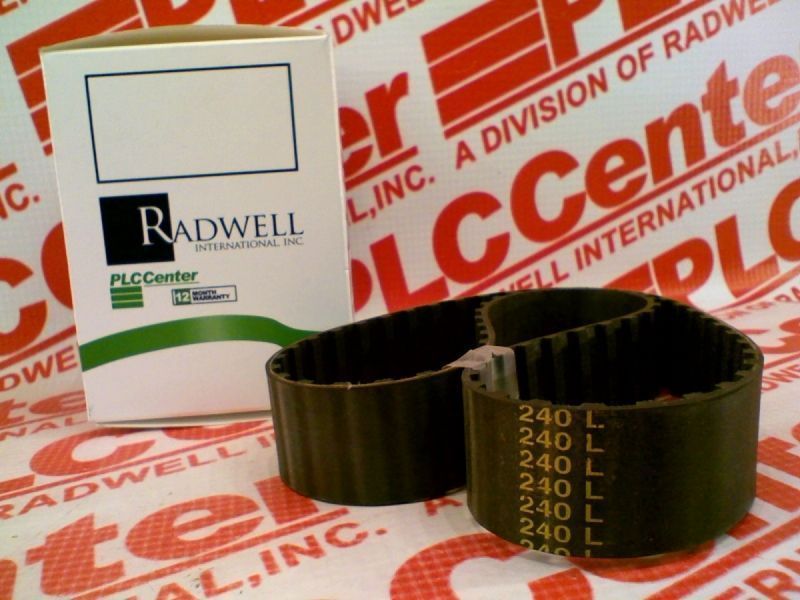 RADWELL
INTERNATIONAL, INC.
PLCCenter
12 MONTH
WARRANTY
240 L
240 L
240 L
240 L
240 L
240 L
240 L
PLCCenter
A DIVISION OF RADWELL
INTERNATIONAL, INC.
PLCCenter
RADWELL INTERNATIONAL, INC.